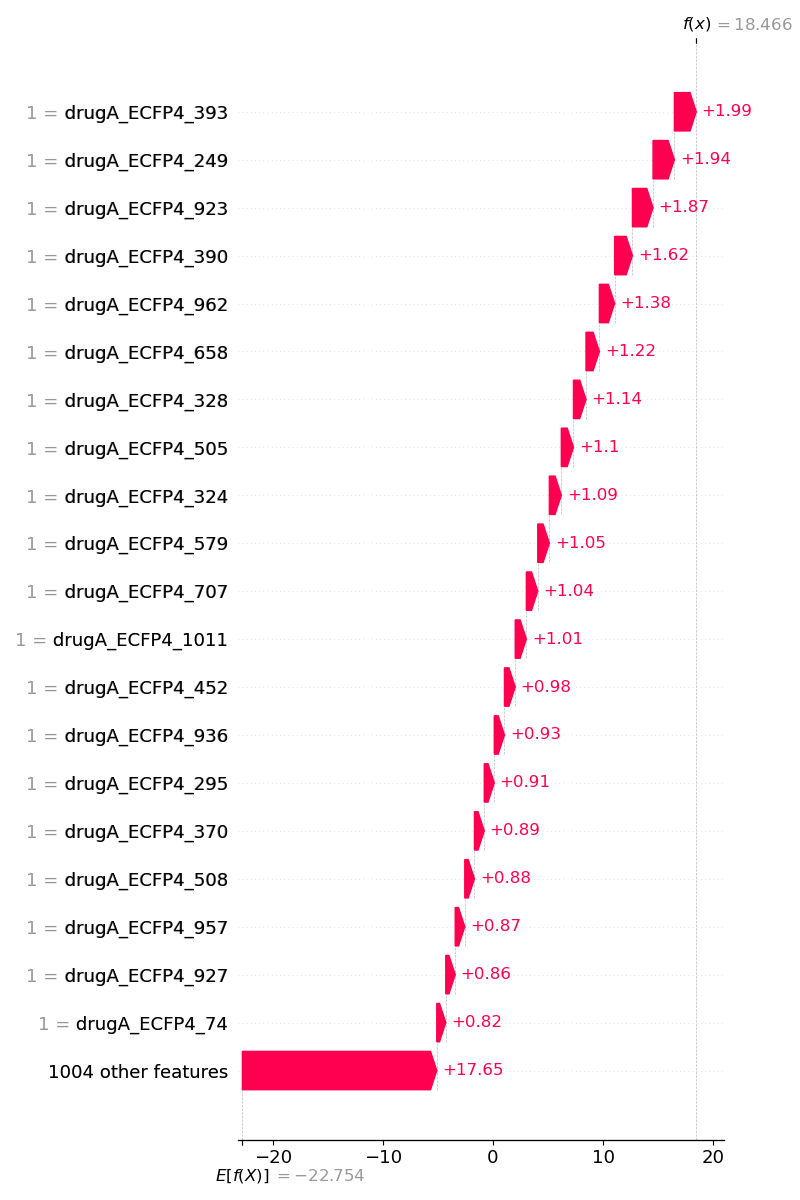 f(x) = 18.466
1 = drugA_ECFP4_393 +1.99
1 = drugA_ECFP4_249 +1.94
1 = drugA_ECFP4_923 +1.87
1 = drugA_ECFP4_390 +1.62
1 = drugA_ECFP4_962 +1.38
1 = drugA_ECFP4_658 +1.22
1 = drugA_ECFP4_328 +1.14
1 = drugA_ECFP4_505 +1.1
1 = drugA_ECFP4_324 +1.09
1 = drugA_ECFP4_579 +1.05
1 = drugA_ECFP4_707 +1.04
1 = drugA_ECFP4_1011 +1.01
1 = drugA_ECFP4_452 +0.98
1 = drugA_ECFP4_936 +0.93
1 = drugA_ECFP4_295 +0.91
1 = drugA_ECFP4_370 +0.89
1 = drugA_ECFP4_508 +0.88
1 = drugA_ECFP4_957 +0.87
1 = drugA_ECFP4_927 +0.86
1 = drugA_ECFP4_74 +0.82
1004 other features +17.65
−20 −10 0 10 20
E[f(X)] = −22.754